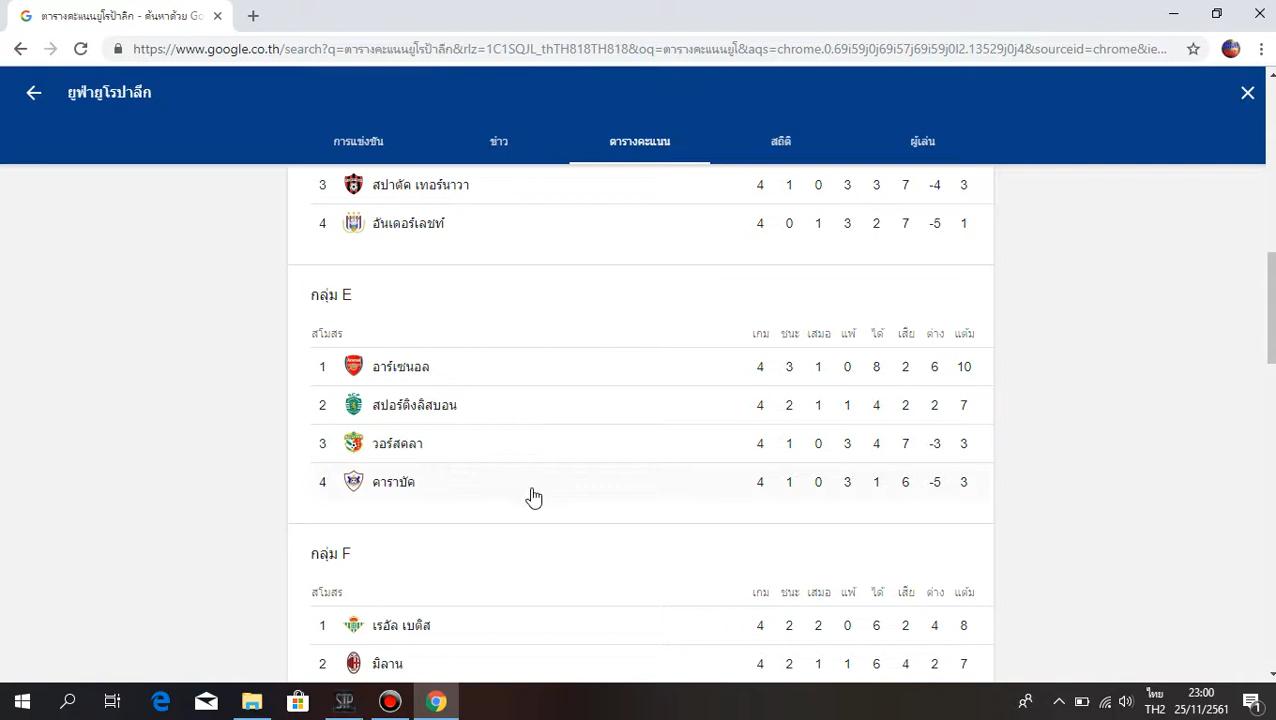 ตารางคะแนนยูโรป้าลีก - ค้นหาด้วย Go
https://www.google.co.th/search?q=ตารางคะแนนยูโรป้าลีก&rlz=1C1SQJL_thTH818TH818&oq=ตารางคะแนนยูโ&aqs=chrome.0.69i59j0j69i57j69i59j0l2.13529j0j4&sourceid=chrome&ie...
ยูฟ่ายูโรปาลีก
การแข่งขัน ข่าว ตารางคะแนน สถิติ ผู้เล่น
3 สปาตัค เทอร์นาวา 4 1 0 3 3 7 -4 3
4 อันเดอร์เลชท์ 4 0 1 3 2 7 -5 1
กลุ่ม E
สโมสร เกม ชนะ เสมอ แพ้ ได้ เสีย ต่าง แต้ม
1 อาร์เซนอล 4 3 1 0 8 2 6 10
2 สปอร์ติงลิสบอน 4 2 1 1 4 2 2 7
3 วอร์สคลา 4 1 0 3 4 7 -3 3
4 คาราบัค 4 1 0 3 1 6 -5 3
กลุ่ม F
สโมสร เกม ชนะ เสมอ แพ้ ได้ เสีย ต่าง แต้ม
1 เรอัล เบติส 4 2 2 0 6 2 4 8
2 มิลาน 4 2 1 1 6 4 2 7
ไทย 23:00
TH2 25/11/2561 1